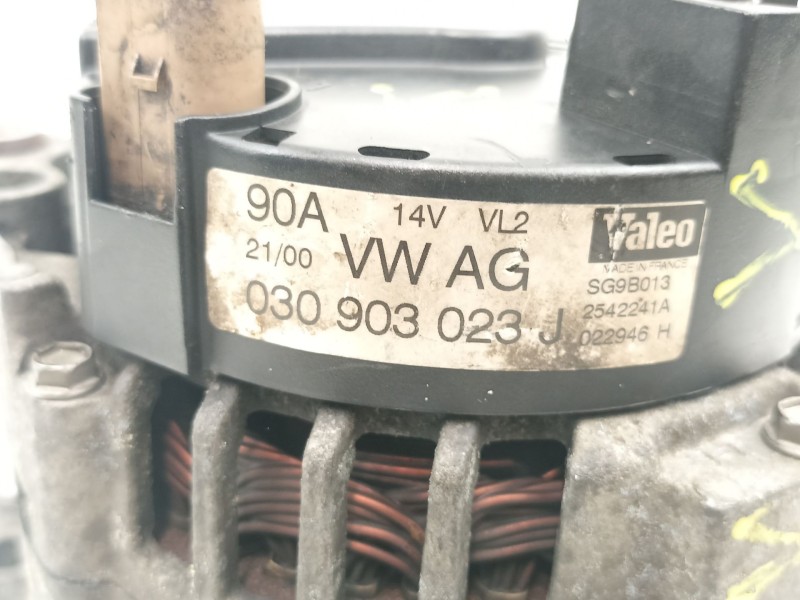 90A 14V VL2 Valeo
21/00 VW AG MADE IN FRANCE
SG9B013
030 903 023 J 2542241A
022946 H